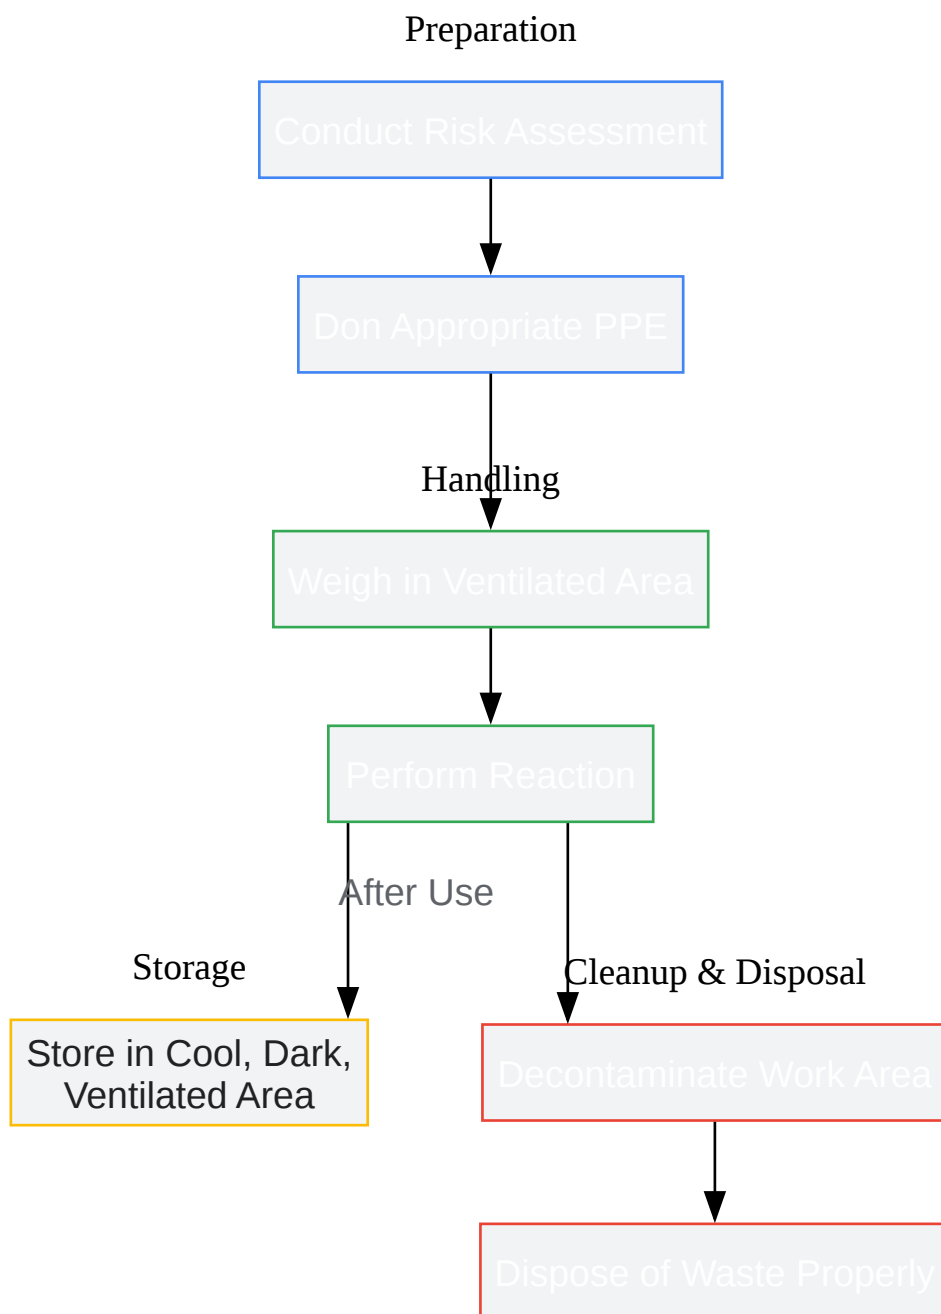 Preparation
Conduct Risk Assessment
Don Appropriate PPE
Handling
Weigh in Ventilated Area
Perform Reaction
After Use
Storage
Store in Cool, Dark,
Ventilated Area
Cleanup & Disposal
Decontaminate Work Area
Dispose of Waste Properly